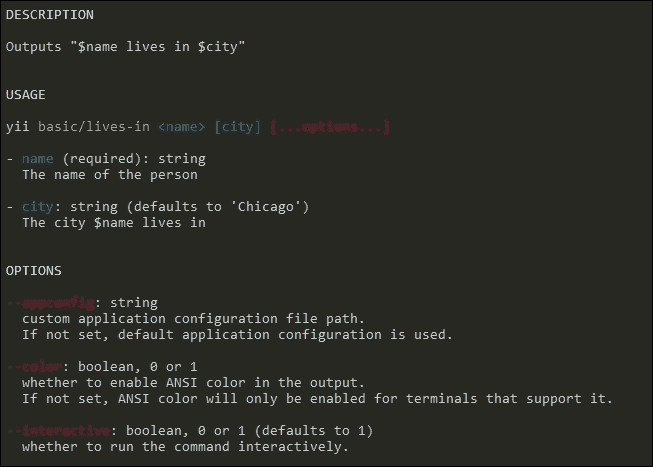 DESCRIPTION
Outputs "$name lives in $city"
USAGE
yii basic/lives-in <name> [city] [...options...]
- name (required): string
The name of the person
- city: string (defaults to 'Chicago')
The city $name lives in
OPTIONS
--appconfig: string
custom application configuration file path.
If not set, default application configuration is used.
--color: boolean, 0 or 1
whether to enable ANSI color in the output.
If not set, ANSI color will only be enabled for terminals that support it.
--interactive: boolean, 0 or 1 (defaults to 1)
whether to run the command interactively.